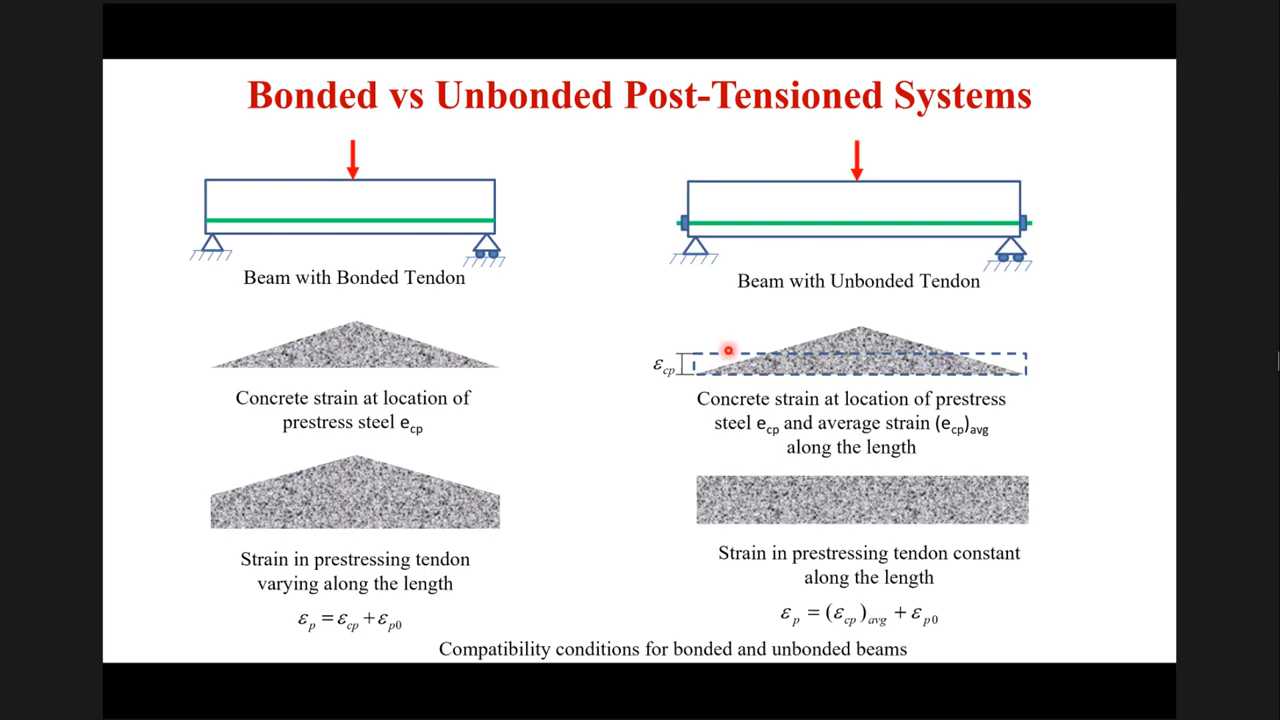 Bonded vs Unbonded Post-Tensioned Systems
Beam with Bonded Tendon
Concrete strain at location of
prestress steel e_cp
Strain in prestressing tendon
varying along the length
ε_p = ε_cp + ε_p0
Beam with Unbonded Tendon
ε_cp
Concrete strain at location of prestress
steel e_cp and average strain (e_cp)_avg
along the length
Strain in prestressing tendon constant
along the length
ε_p = (ε_cp)_avg + ε_p0
Compatibility conditions for bonded and unbonded beams